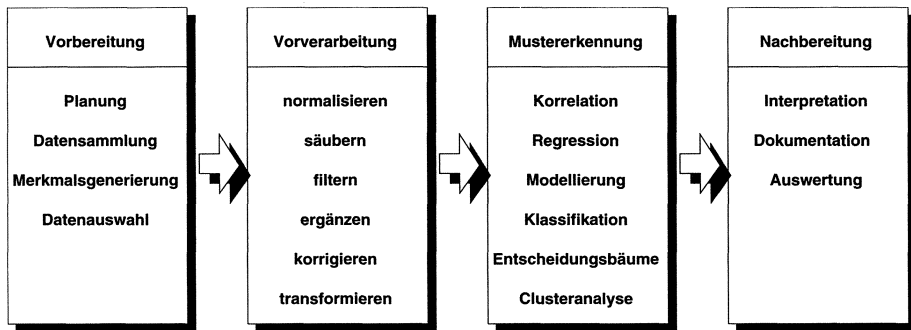 Vorbereitung
Planung
Datensammlung
Merkmalsgenerierung
Datenauswahl
Vorverarbeitung
normalisieren
säubern
filtern
ergänzen
korrigieren
transformieren
Mustererkennung
Korrelation
Regression
Modellierung
Klassifikation
Entscheidungsbäume
Clusteranalyse
Nachbereitung
Interpretation
Dokumentation
Auswertung